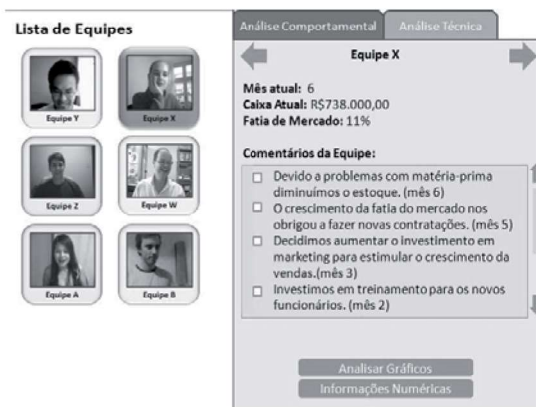 Lista de Equipes
Equipe Y
Equipe X
Equipe Z
Equipe W
Equipe A
Equipe B
Análise Comportamental
Análise Técnica
Equipe X
Mês atual: 6
Caixa Atual: R$738.000,00
Fatia de Mercado: 11%
Comentários da Equipe:
Devido a problemas com matéria-prima
diminuímos o estoque. (mês 6)
O crescimento da fatia do mercado nos
obrigou a fazer novas contratações. (mês 5)
Decidimos aumentar o investimento em
marketing para estimular o crescimento da
vendas.(mês 3)
Investimos em treinamento para os novos
funcionários. (mês 2)
Analisar Gráficos
Informações Numéricas